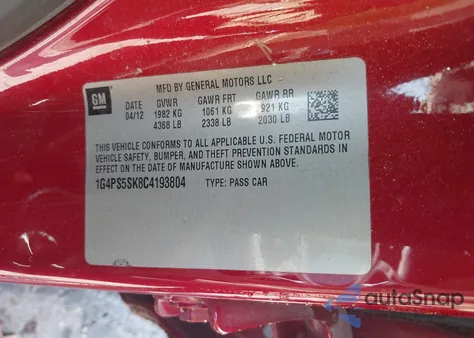 MFD BY GENERAL MOTORS LLC
GM
DATE GVWR GAWR FRT GAWR RR
04/12 1982 KG 1061 KG 921 KG
4368 LB 2338 LB 2030 LB
THIS VEHICLE CONFORMS TO ALL APPLICABLE U.S. FEDERAL MOTOR
VEHICLE SAFETY, BUMPER, AND THEFT PREVENTION STANDARDS IN
EFFECT ON THE DATE OF MANUFACTURE SHOWN ABOVE.
1G4PS5SK8C4193804 TYPE: PASS CAR
autoSnap